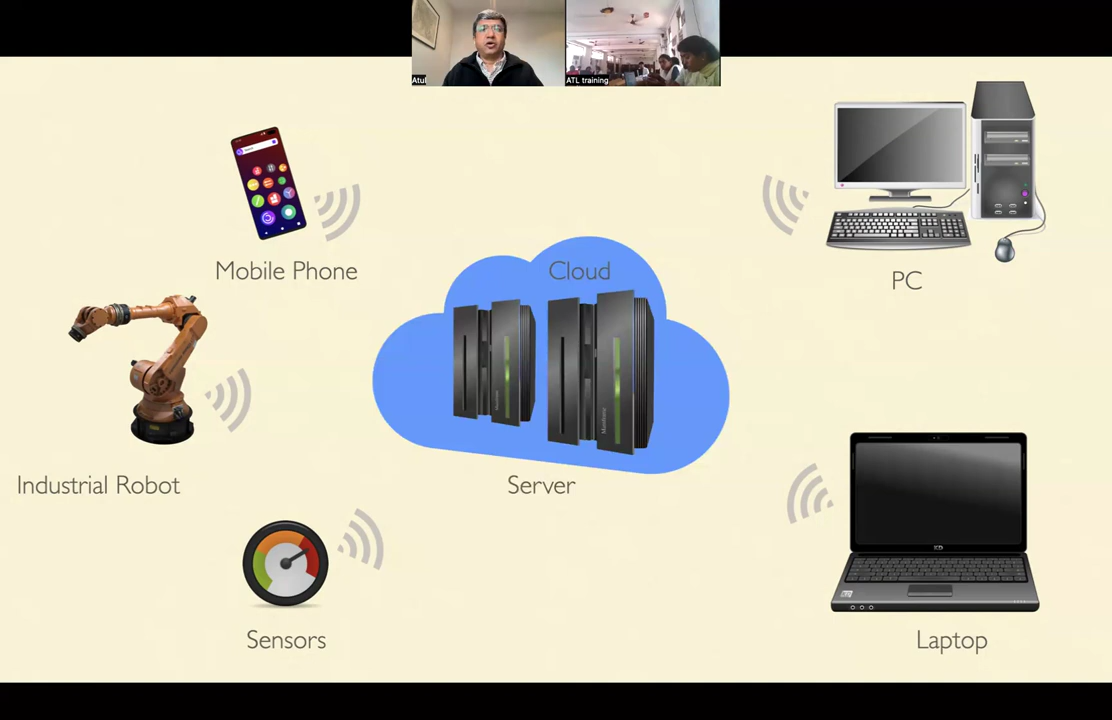 Atul
ATL training
Mobile Phone
Cloud
PC
Industrial Robot
Server
Sensors
Laptop